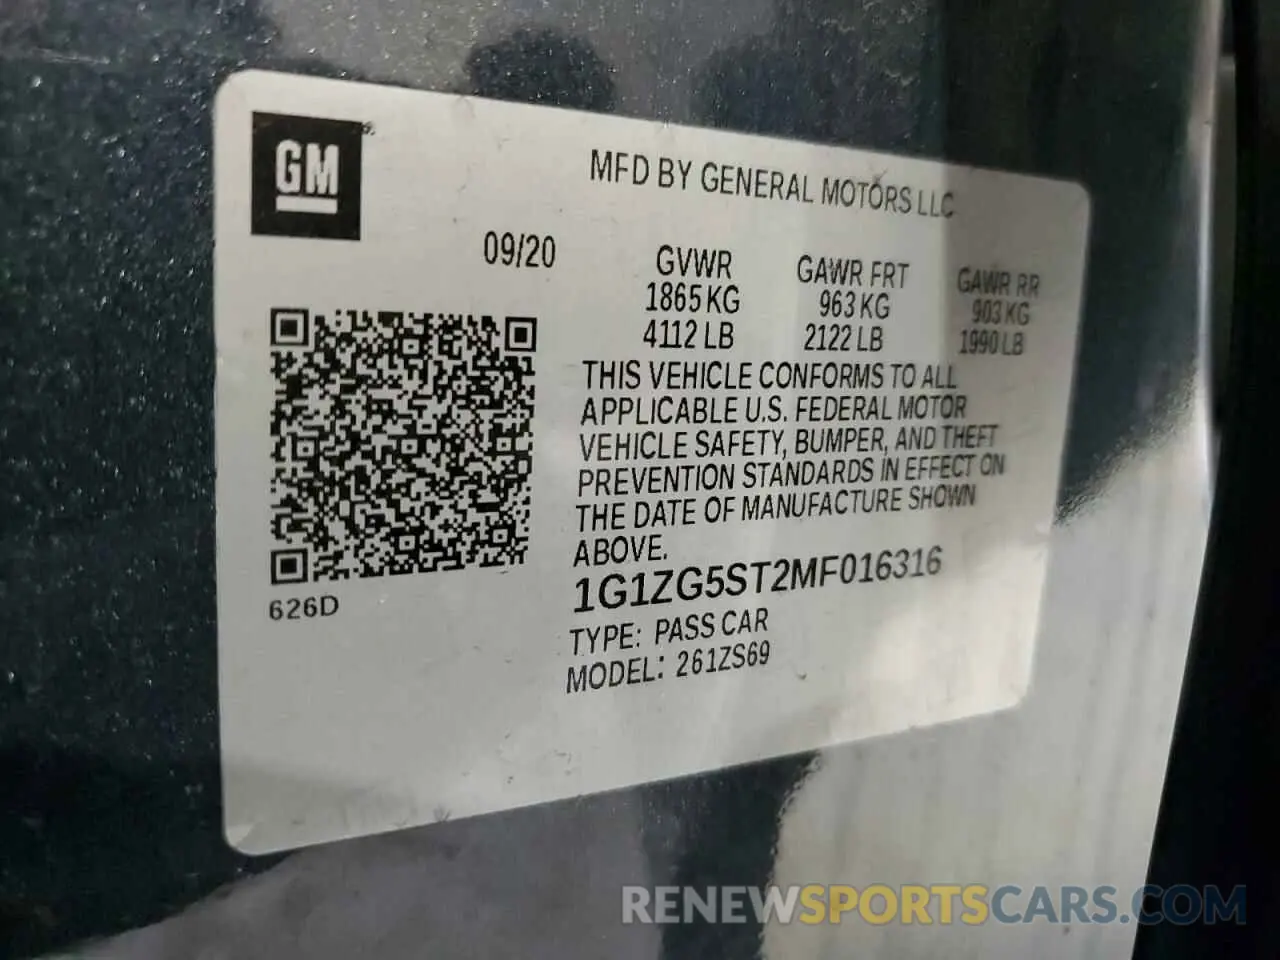 GM
MFD BY GENERAL MOTORS LLC
09/20
GVWR GAWR FRT GAWR RR
1865 KG 963 KG 903 KG
4112 LB 2122 LB 1990 LB
THIS VEHICLE CONFORMS TO ALL
APPLICABLE U.S. FEDERAL MOTOR
VEHICLE SAFETY, BUMPER, AND THEFT
PREVENTION STANDARDS IN EFFECT ON
THE DATE OF MANUFACTURE SHOWN
ABOVE.
1G1ZG5ST2MF016316
TYPE: PASS CAR
MODEL: 261ZS69
626D
RENEWSPORTSCARS.COM